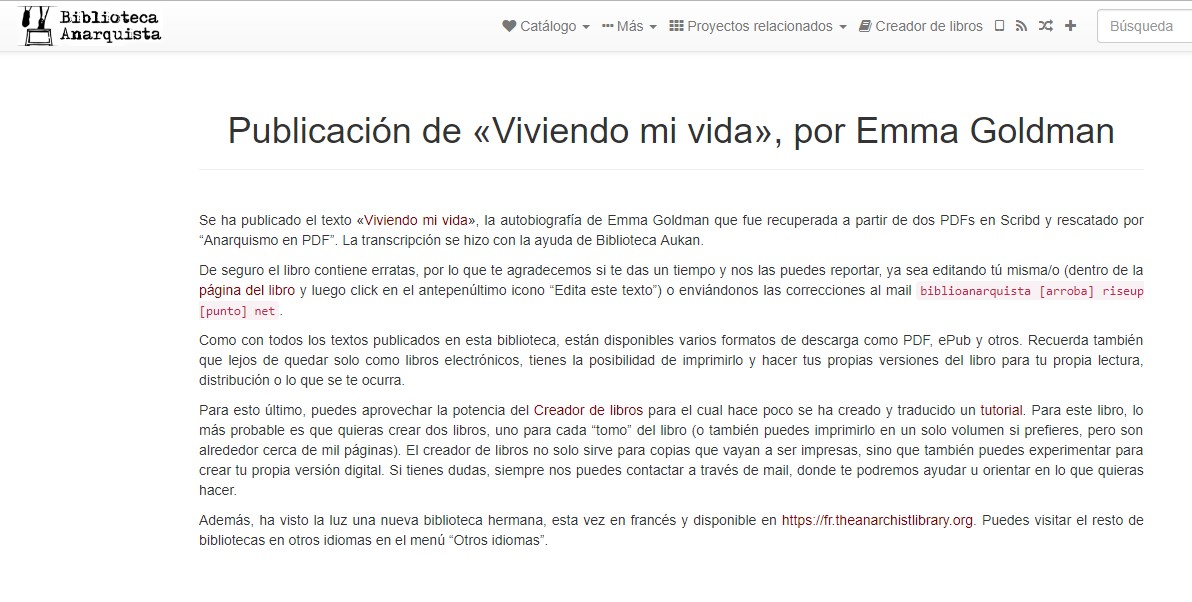 Biblioteca
Anarquista
Catálogo Más Proyectos relacionados Creador de libros Búsqueda
Publicación de «Viviendo mi vida», por Emma Goldman
Se ha publicado el texto «Viviendo mi vida», la autobiografía de Emma Goldman que fue recuperada a partir de dos PDFs en Scribd y rescatado por
“Anarquismo en PDF”. La transcripción se hizo con la ayuda de Biblioteca Aukan.
De seguro el libro contiene erratas, por lo que te agradecemos si te das un tiempo y nos las puedes reportar, ya sea editando tú misma/o (dentro de la
página del libro y luego click en el antepenúltimo icono “Edita este texto”) o enviándonos las correcciones al mail biblioanarquista [arroba] riseup
[punto] net .
Como con todos los textos publicados en esta biblioteca, están disponibles varios formatos de descarga como PDF, ePub y otros. Recuerda también
que lejos de quedar solo como libros electrónicos, tienes la posibilidad de imprimirlo y hacer tus propias versiones del libro para tu propia lectura,
distribución o lo que se te ocurra.
Para esto último, puedes aprovechar la potencia del Creador de libros para el cual hace poco se ha creado y traducido un tutorial. Para este libro, lo
más probable es que quieras crear dos libros, uno para cada “tomo” del libro (o también puedes imprimirlo en un solo volumen si prefieres, pero son
alrededor cerca de mil páginas). El creador de libros no solo sirve para copias que vayan a ser impresas, sino que también puedes experimentar para
crear tu propia versión digital. Si tienes dudas, siempre nos puedes contactar a través de mail, donde te podremos ayudar u orientar en lo que quieras
hacer.
Además, ha visto la luz una nueva biblioteca hermana, esta vez en francés y disponible en https://fr.theanarchistlibrary.org. Puedes visitar el resto de
bibliotecas en otros idiomas en el menú “Otros idiomas”.